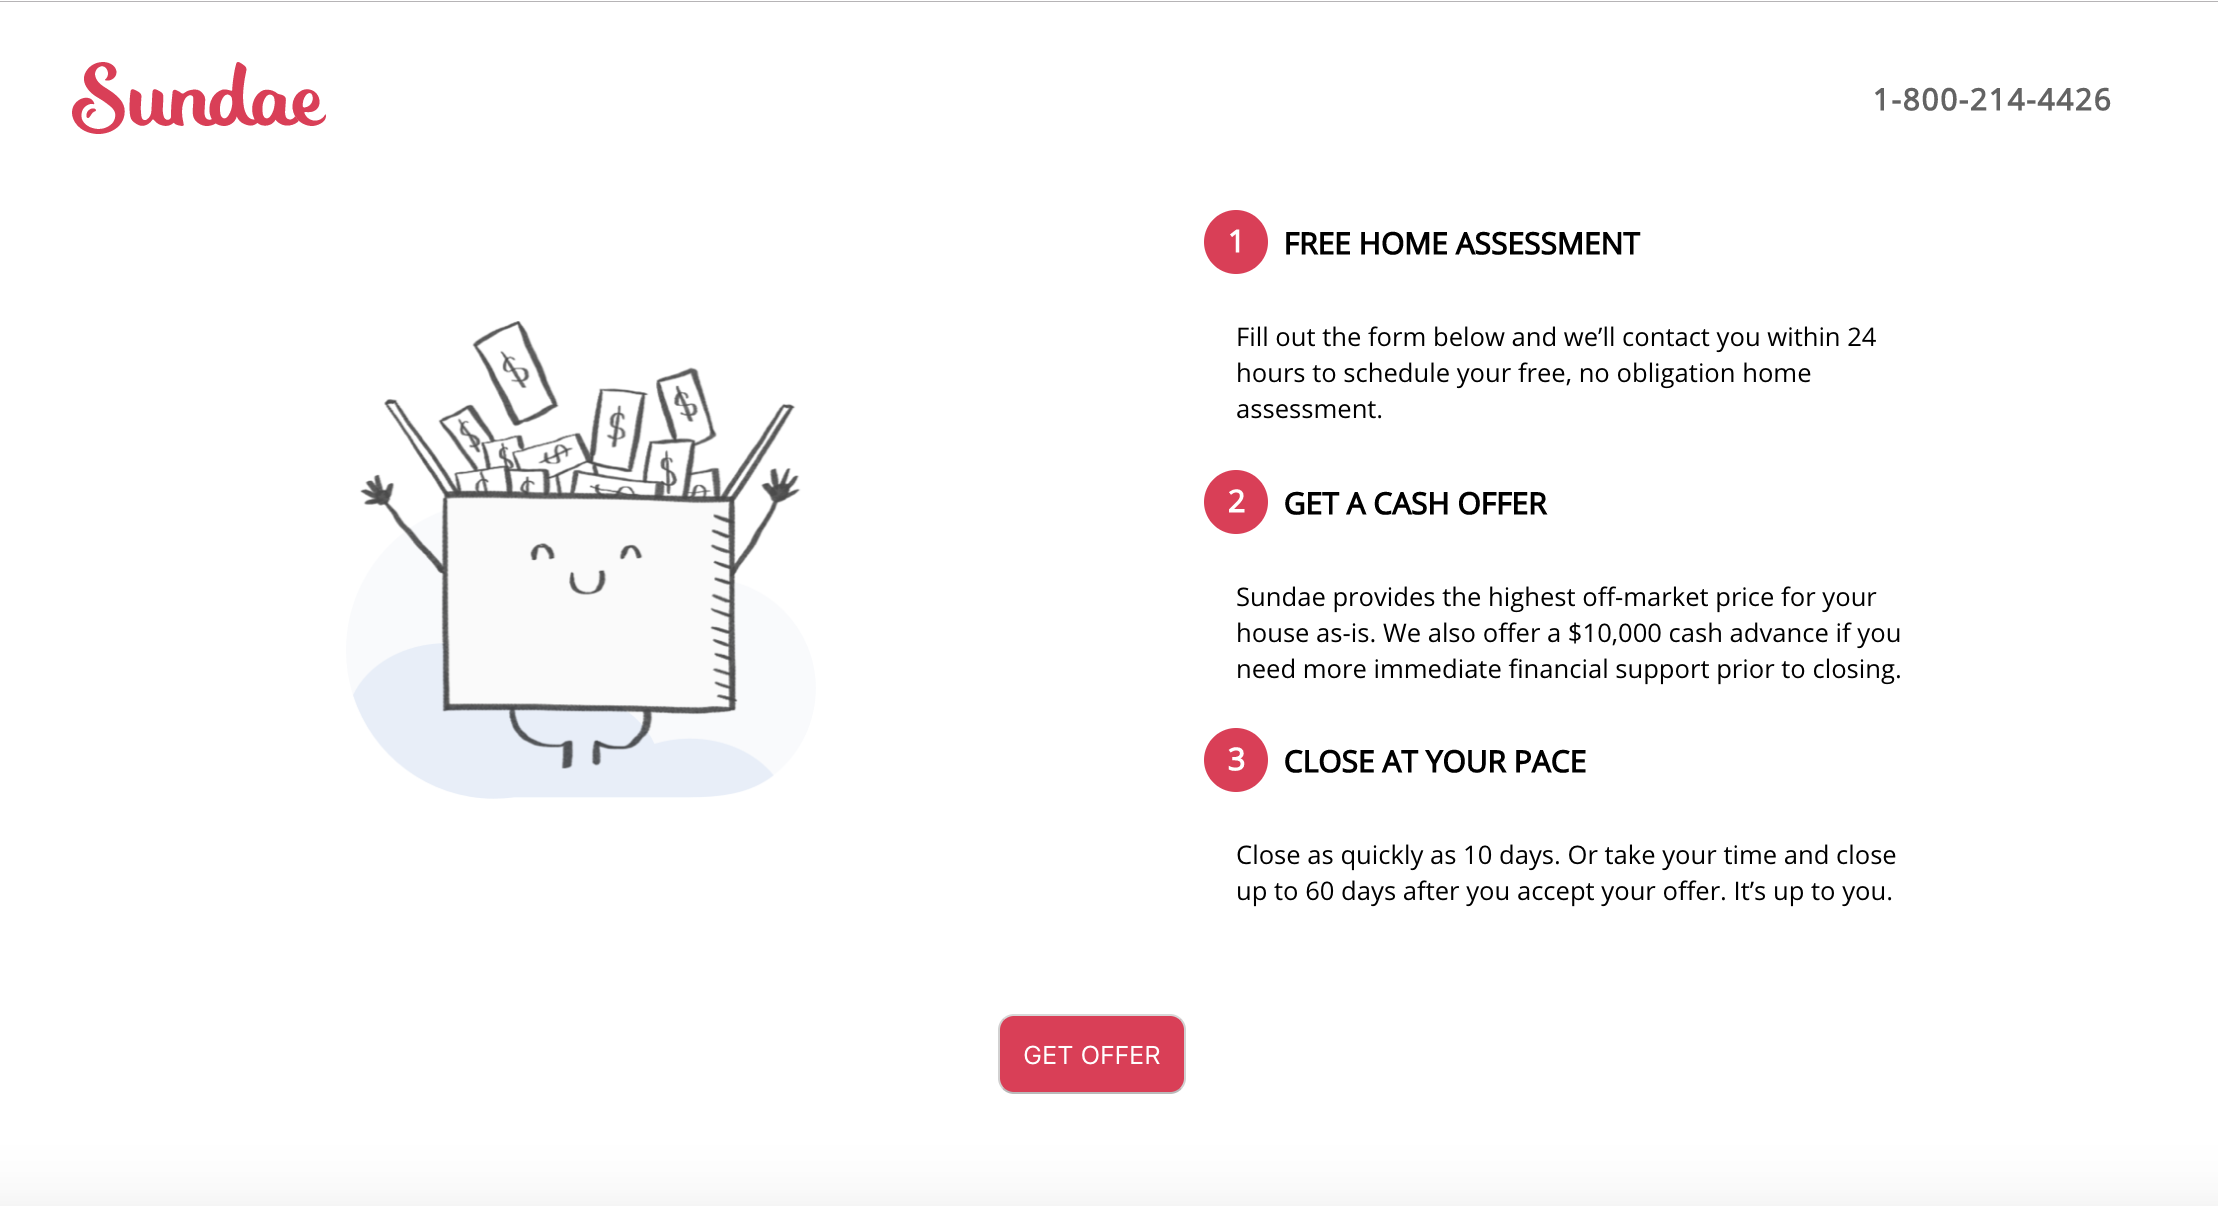 Sundae
1-800-214-4426
1 FREE HOME ASSESSMENT
Fill out the form below and we’ll contact you within 24
hours to schedule your free, no obligation home
assessment.
2 GET A CASH OFFER
Sundae provides the highest off-market price for your
house as-is. We also offer a $10,000 cash advance if you
need more immediate financial support prior to closing.
3 CLOSE AT YOUR PACE
Close as quickly as 10 days. Or take your time and close
up to 60 days after you accept your offer. It’s up to you.
$
$
$
$
$
$
$
GET OFFER